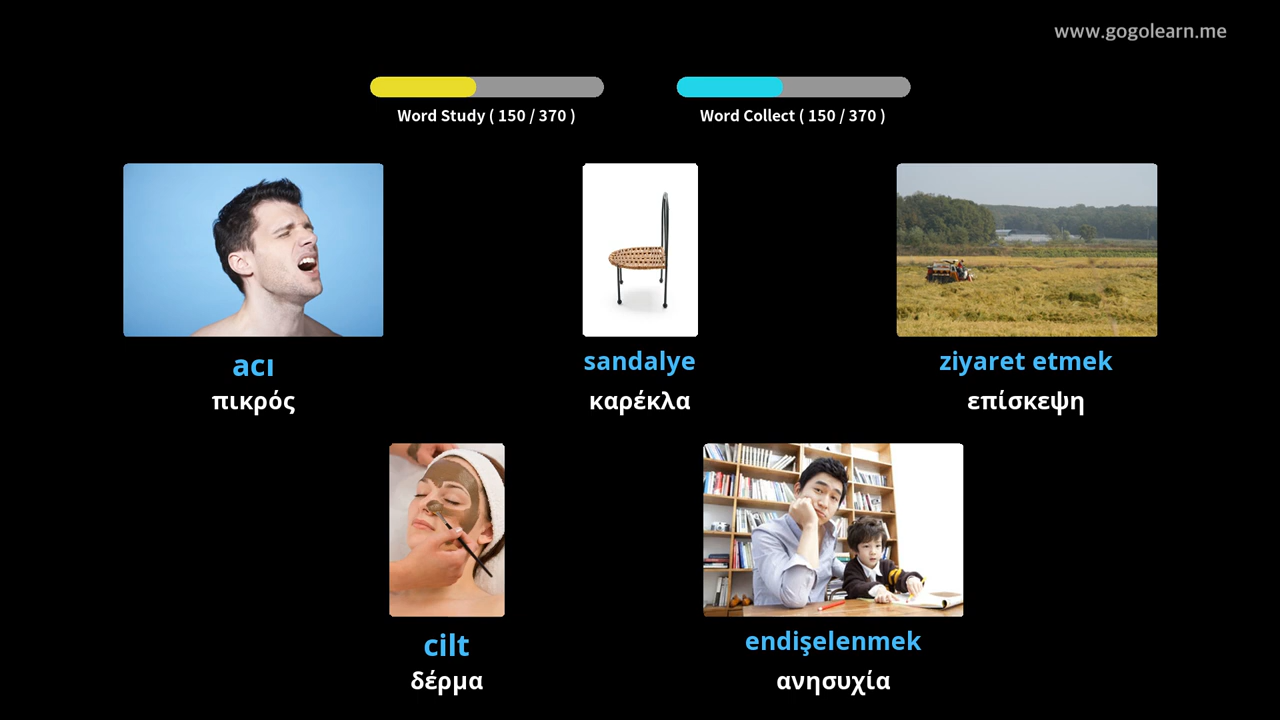 www.gogolearn.me
Word Study ( 150 / 370 )
Word Collect ( 150 / 370 )
acı
πικρός
sandalye
καρέκλα
ziyaret etmek
επίσκεψη
cilt
δέρμα
endişelenmek
ανησυχία